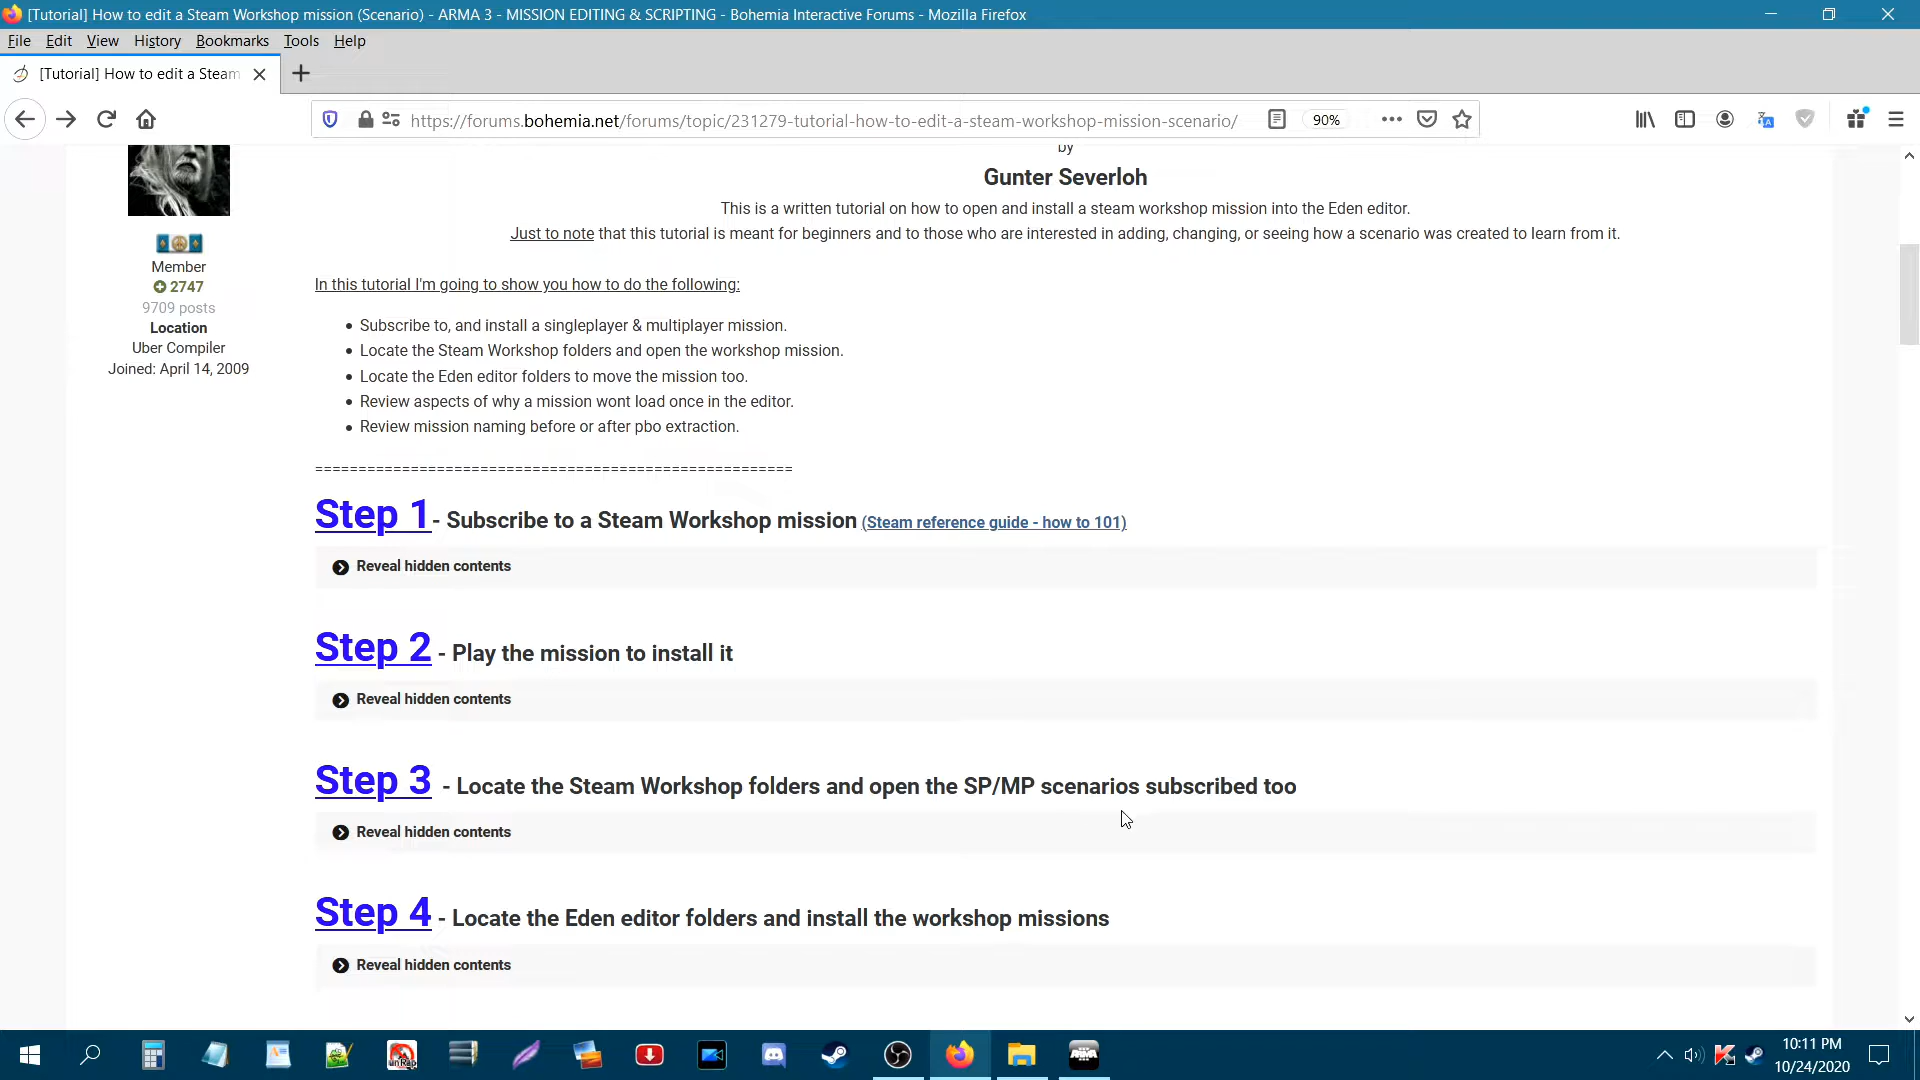 [Tutorial] How to edit a Steam Workshop mission (Scenario) - ARMA 3 - MISSION EDITING & SCRIPTING - Bohemia Interactive Forums - Mozilla Firefox
File Edit View History Bookmarks Tools Help
[Tutorial] How to edit a Steam
https://forums.bohemia.net/forums/topic/231279-tutorial-how-to-edit-a-steam-workshop-mission-scenario/ 90%
by
Gunter Severloh
This is a written tutorial on how to open and install a steam workshop mission into the Eden editor.
Just to note that this tutorial is meant for beginners and to those who are interested in adding, changing, or seeing how a scenario was created to learn from it.
Member
2747
9709 posts
Location
Uber Compiler
Joined: April 14, 2009
In this tutorial I'm going to show you how to do the following:
Subscribe to, and install a singleplayer & multiplayer mission.
Locate the Steam Workshop folders and open the workshop mission.
Locate the Eden editor folders to move the mission too.
Review aspects of why a mission wont load once in the editor.
Review mission naming before or after pbo extraction.
=======================================================
Step 1- Subscribe to a Steam Workshop mission (Steam reference guide - how to 101)
Reveal hidden contents
Step 2 - Play the mission to install it
Reveal hidden contents
Step 3 - Locate the Steam Workshop folders and open the SP/MP scenarios subscribed too
Reveal hidden contents
Step 4 - Locate the Eden editor folders and install the workshop missions
Reveal hidden contents
10:11 PM
10/24/2020